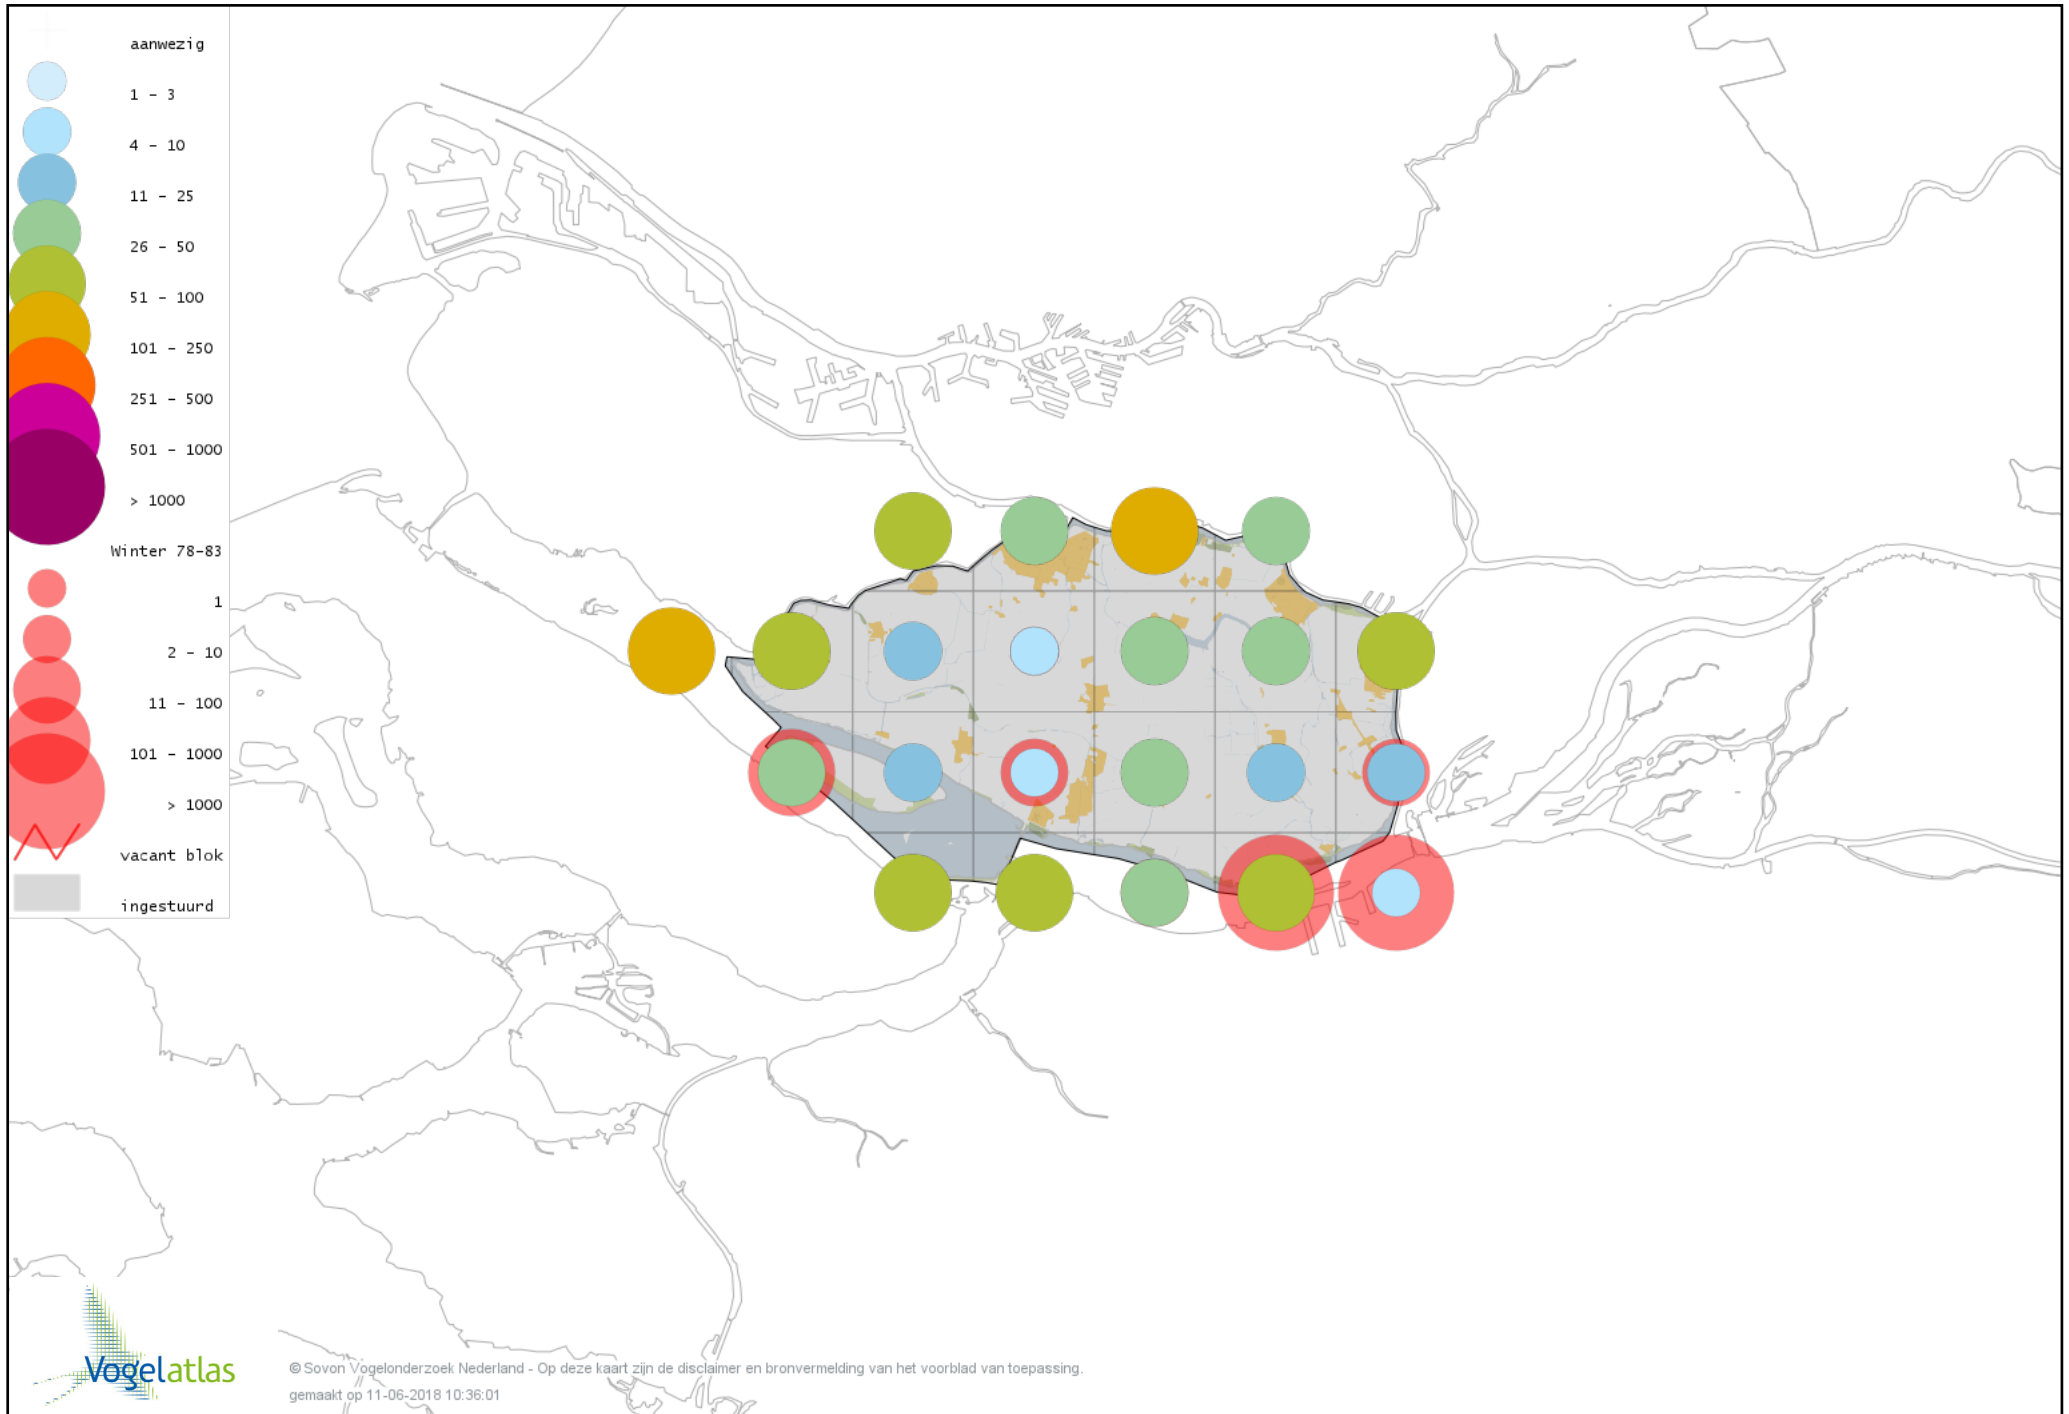 aanwezig
1 - 3
4 - 10
11 - 25
26 - 50
51 - 100
101 - 250
251 - 500
501 - 1000
> 1000
Winter 78-83
1
2 - 10
11 - 100
101 - 1000
> 1000
vacant blok
ingestuurd
Vogelatlas
© Sovon Vogelonderzoek Nederland - Op deze kaart zijn de disclaimer en bronvermelding van het voorblad van toepassing.
gemaakt op 11-06-2018 10:36:01